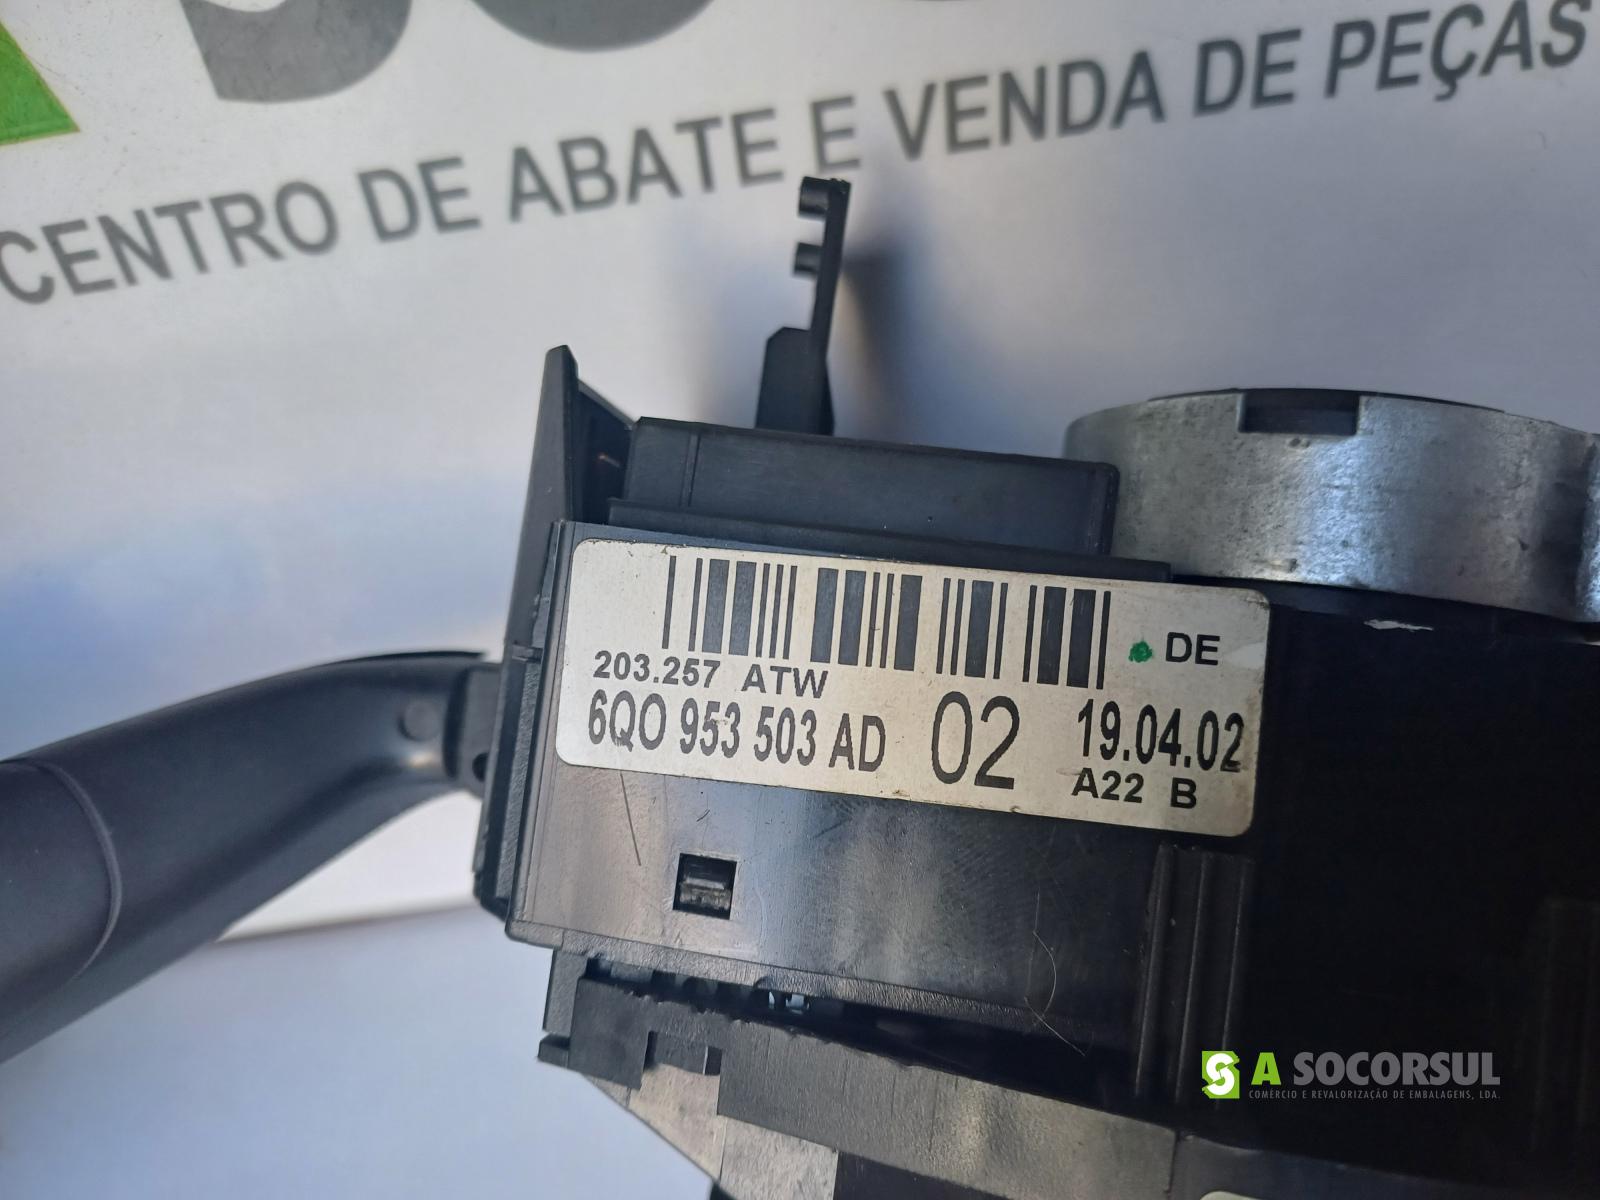 CENTRO DE ABATE E VENDA DE PEÇAS
DE
203.257 ATW
6Q0 953 503 AD 02 19.04.02
A22 B
A SOCORSUL
COMÉRCIO E REVALORIZAÇÃO DE EMBALAGENS, LDA.